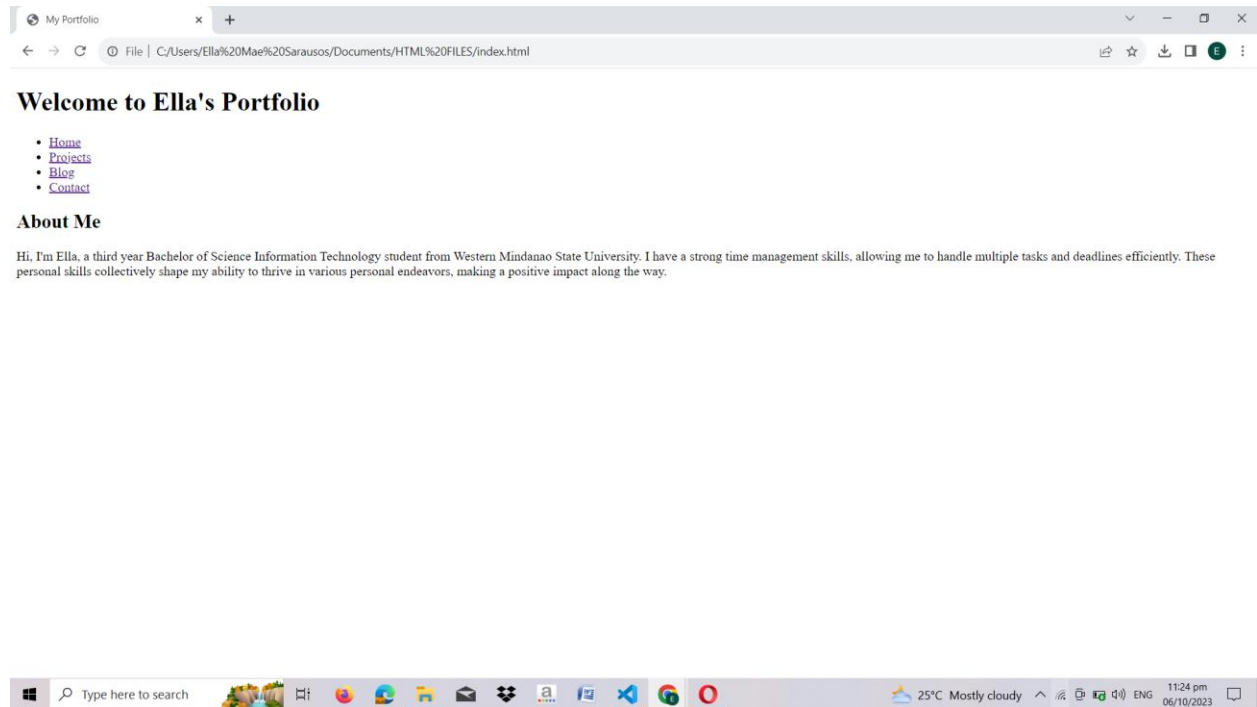 My Portfolio
File | C:/Users/Ella%20Mae%20Sarausos/Documents/HTML%20FILES/index.html
E
Welcome to Ella's Portfolio
Home
Projects
Blog
Contact
About Me
Hi, I'm Ella, a third year Bachelor of Science Information Technology student from Western Mindanao State University. I have a strong time management skills, allowing me to handle multiple tasks and deadlines efficiently. These
personal skills collectively shape my ability to thrive in various personal endeavors, making a positive impact along the way.
Type here to search
a
25°C Mostly cloudy
ENG
11:24 pm
06/10/2023